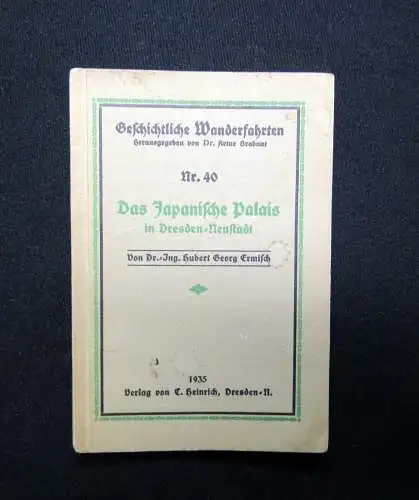 Geschichtliche Wanderfahrten
Herausgegeben von Dr. Artur Brabant
Nr. 40
Das Japanische Palais
in Dresden-Neustadt
Von Dr.-Ing. Hubert Georg Ermisch
1935
Verlag von C. Heinrich, Dresden-N.